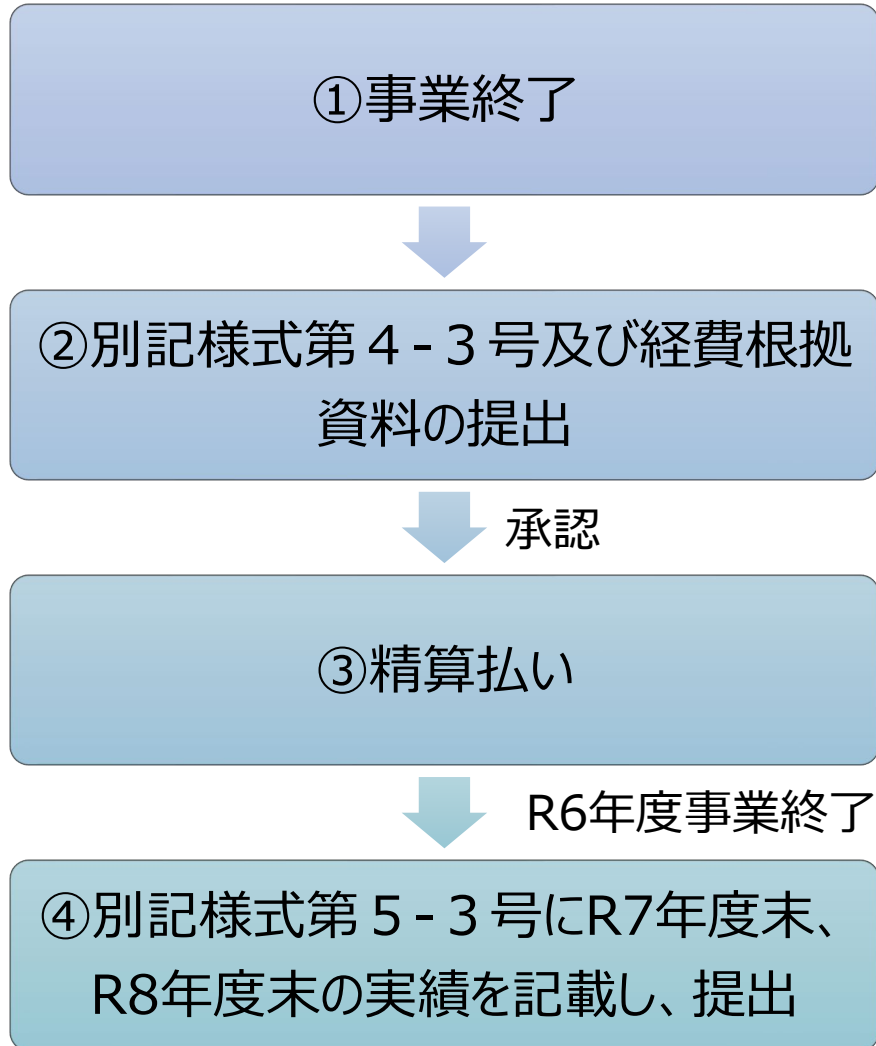 ①事業終了
②別記様式第４-３号及び経費根拠
資料の提出
承認
③精算払い
R6年度事業終了
④別記様式第５-３号にR7年度末、
R8年度末の実績を記載し、提出